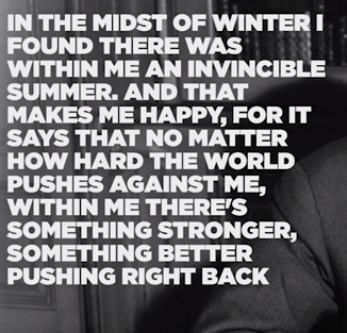 IN THE MIDST OF WINTER I
FOUND THERE WAS
WITHIN ME AN INVINCIBLE
SUMMER. AND THAT
MAKES ME HAPPY, FOR IT
SAYS THAT NO MATTER
HOW HARD THE WORLD
PUSHES AGAINST ME,
WITHIN ME THERE'S
SOMETHING STRONGER,
SOMETHING BETTER
PUSHING RIGHT BACK